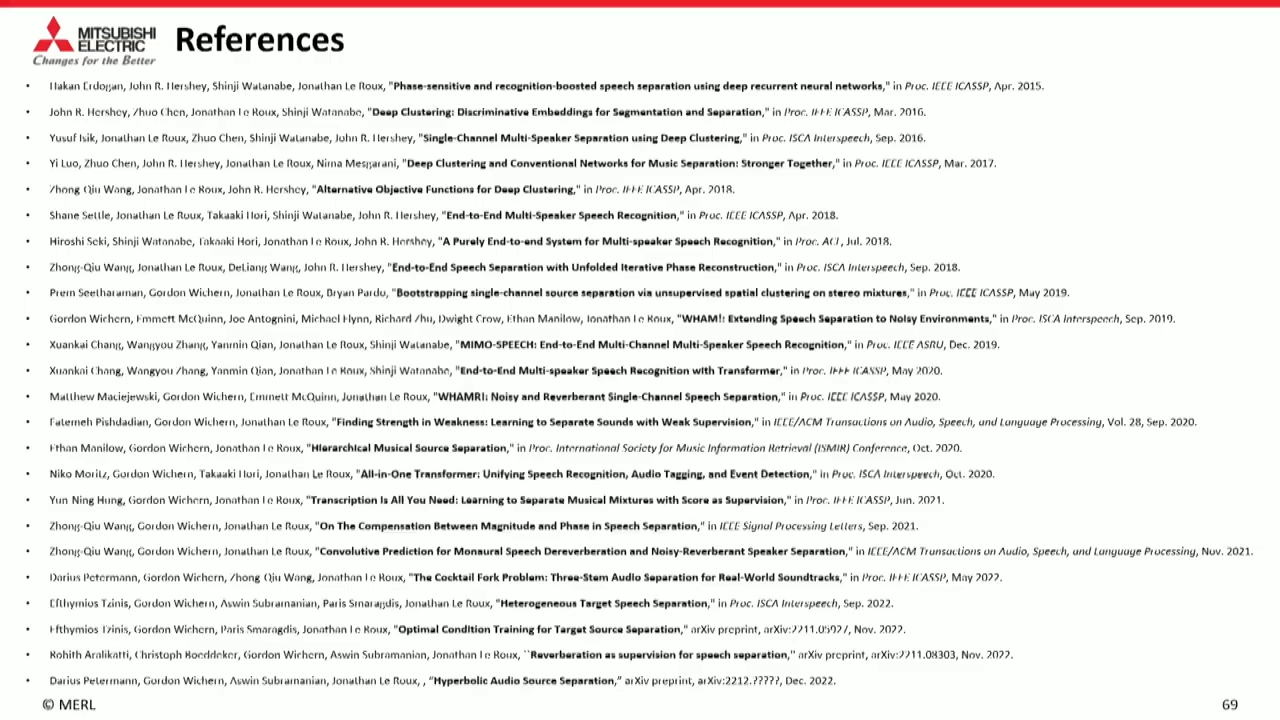 MITSUBISHI
ELECTRIC
Changes for the Better
References
• Hakan Erdogan, John R. Hershey, Shinji Watanabe, Jonathan Le Roux, "Phase-sensitive and recognition-boosted speech separation using deep recurrent neural networks," in Proc. IEEE ICASSP, Apr. 2015.
• John R. Hershey, Zhuo Chen, Jonathan Le Roux, Shinji Watanabe, "Deep Clustering: Discriminative Embeddings for Segmentation and Separation," in Proc. IEEE ICASSP, Mar. 2016.
• Yusuf Isik, Jonathan Le Roux, Zhuo Chen, Shinji Watanabe, John R. Hershey, "Single-Channel Multi-Speaker Separation using Deep Clustering," in Proc. ISCA Interspeech, Sep. 2016.
• Yi Luo, Zhuo Chen, John R. Hershey, Jonathan Le Roux, Nima Mesgarani, "Deep Clustering and Conventional Networks for Music Separation: Stronger Together," in Proc. IEEE ICASSP, Mar. 2017.
• Zhong-Qiu Wang, Jonathan Le Roux, John R. Hershey, "Alternative Objective Functions for Deep Clustering," in Proc. IEEE ICASSP, Apr. 2018.
• Shane Settle, Jonathan Le Roux, Takaaki Hori, Shinji Watanabe, John R. Hershey, "End-to-End Multi-Speaker Speech Recognition," in Proc. IEEE ICASSP, Apr. 2018.
• Hiroshi Seki, Shinji Watanabe, Takaaki Hori, Jonathan Le Roux, John R. Hershey, "A Purely End-to-end System for Multi-speaker Speech Recognition," in Proc. ACL, Jul. 2018.
• Zhong-Qiu Wang, Jonathan Le Roux, DeLiang Wang, John R. Hershey, "End-to-End Speech Separation with Unfolded Iterative Phase Reconstruction," in Proc. ISCA Interspeech, Sep. 2018.
• Prem Seetharaman, Gordon Wichern, Jonathan Le Roux, Bryan Pardo, "Bootstrapping single-channel source separation via unsupervised spatial clustering on stereo mixtures," in Proc. IEEE ICASSP, May 2019.
• Gordon Wichern, Emmett McQuinn, Joe Antognini, Michael Flynn, Richard Zhu, Dwight Crow, Ethan Manilow, Jonathan Le Roux, "WHAM!: Extending Speech Separation to Noisy Environments," in Proc. ISCA Interspeech, Sep. 2019.
• Xuankai Chang, Wangyou Zhang, Yanmin Qian, Jonathan Le Roux, Shinji Watanabe, "MIMO-SPEECH: End-to-End Multi-Channel Multi-Speaker Speech Recognition," in Proc. IEEE ASRU, Dec. 2019.
• Xuankai Chang, Wangyou Zhang, Yanmin Qian, Jonathan Le Roux, Shinji Watanabe, "End-to-End Multi-speaker Speech Recognition with Transformer," in Proc. IEEE ICASSP, May 2020.
• Matthew Maciejewski, Gordon Wichern, Emmett McQuinn, Jonathan Le Roux, "WHAMR!: Noisy and Reverberant Single-Channel Speech Separation," in Proc. IEEE ICASSP, May 2020.
• Fatemeh Pishdadian, Gordon Wichern, Jonathan Le Roux, "Finding Strength in Weakness: Learning to Separate Sounds with Weak Supervision," in IEEE/ACM Transactions on Audio, Speech, and Language Processing, Vol. 28, Sep. 2020.
• Ethan Manilow, Gordon Wichern, Jonathan Le Roux, "Hierarchical Musical Source Separation," in Proc. International Society for Music Information Retrieval (ISMIR) Conference, Oct. 2020.
• Niko Moritz, Gordon Wichern, Takaaki Hori, Jonathan Le Roux, "All-in-One Transformer: Unifying Speech Recognition, Audio Tagging, and Event Detection," in Proc. ISCA Interspeech, Oct. 2020.
• Yun-Ning Hung, Gordon Wichern, Jonathan Le Roux, "Transcription Is All You Need: Learning to Separate Musical Mixtures with Score as Supervision," in Proc. IEEE ICASSP, Jun. 2021.
• Zhong-Qiu Wang, Gordon Wichern, Jonathan Le Roux, "On The Compensation Between Magnitude and Phase in Speech Separation," in IEEE Signal Processing Letters, Sep. 2021.
• Zhong-Qiu Wang, Gordon Wichern, Jonathan Le Roux, "Convolutive Prediction for Monaural Speech Dereverberation and Noisy-Reverberant Speaker Separation," in IEEE/ACM Transactions on Audio, Speech, and Language Processing, Nov. 2021.
• Darius Petermann, Gordon Wichern, Zhong-Qiu Wang, Jonathan Le Roux, "The Cocktail Fork Problem: Three-Stem Audio Separation for Real-World Soundtracks," in Proc. IEEE ICASSP, May 2022.
• Efthymios Tzinis, Gordon Wichern, Aswin Subramanian, Paris Smaragdis, Jonathan Le Roux, "Heterogeneous Target Speech Separation," in Proc. ISCA Interspeech, Sep. 2022.
• Efthymios Tzinis, Gordon Wichern, Paris Smaragdis, Jonathan Le Roux, "Optimal Condition Training for Target Source Separation," arXiv preprint, arXiv:2211.05927, Nov. 2022.
• Rohith Aralikatti, Christoph Boeddeker, Gordon Wichern, Aswin Subramanian, Jonathan Le Roux, ``Reverberation as supervision for speech separation," arXiv preprint, arXiv:2211.08303, Nov. 2022.
• Darius Petermann, Gordon Wichern, Aswin Subramanian, Jonathan Le Roux, , "Hyperbolic Audio Source Separation," arXiv preprint, arXiv:2212.?????, Dec. 2022.
© MERL
69